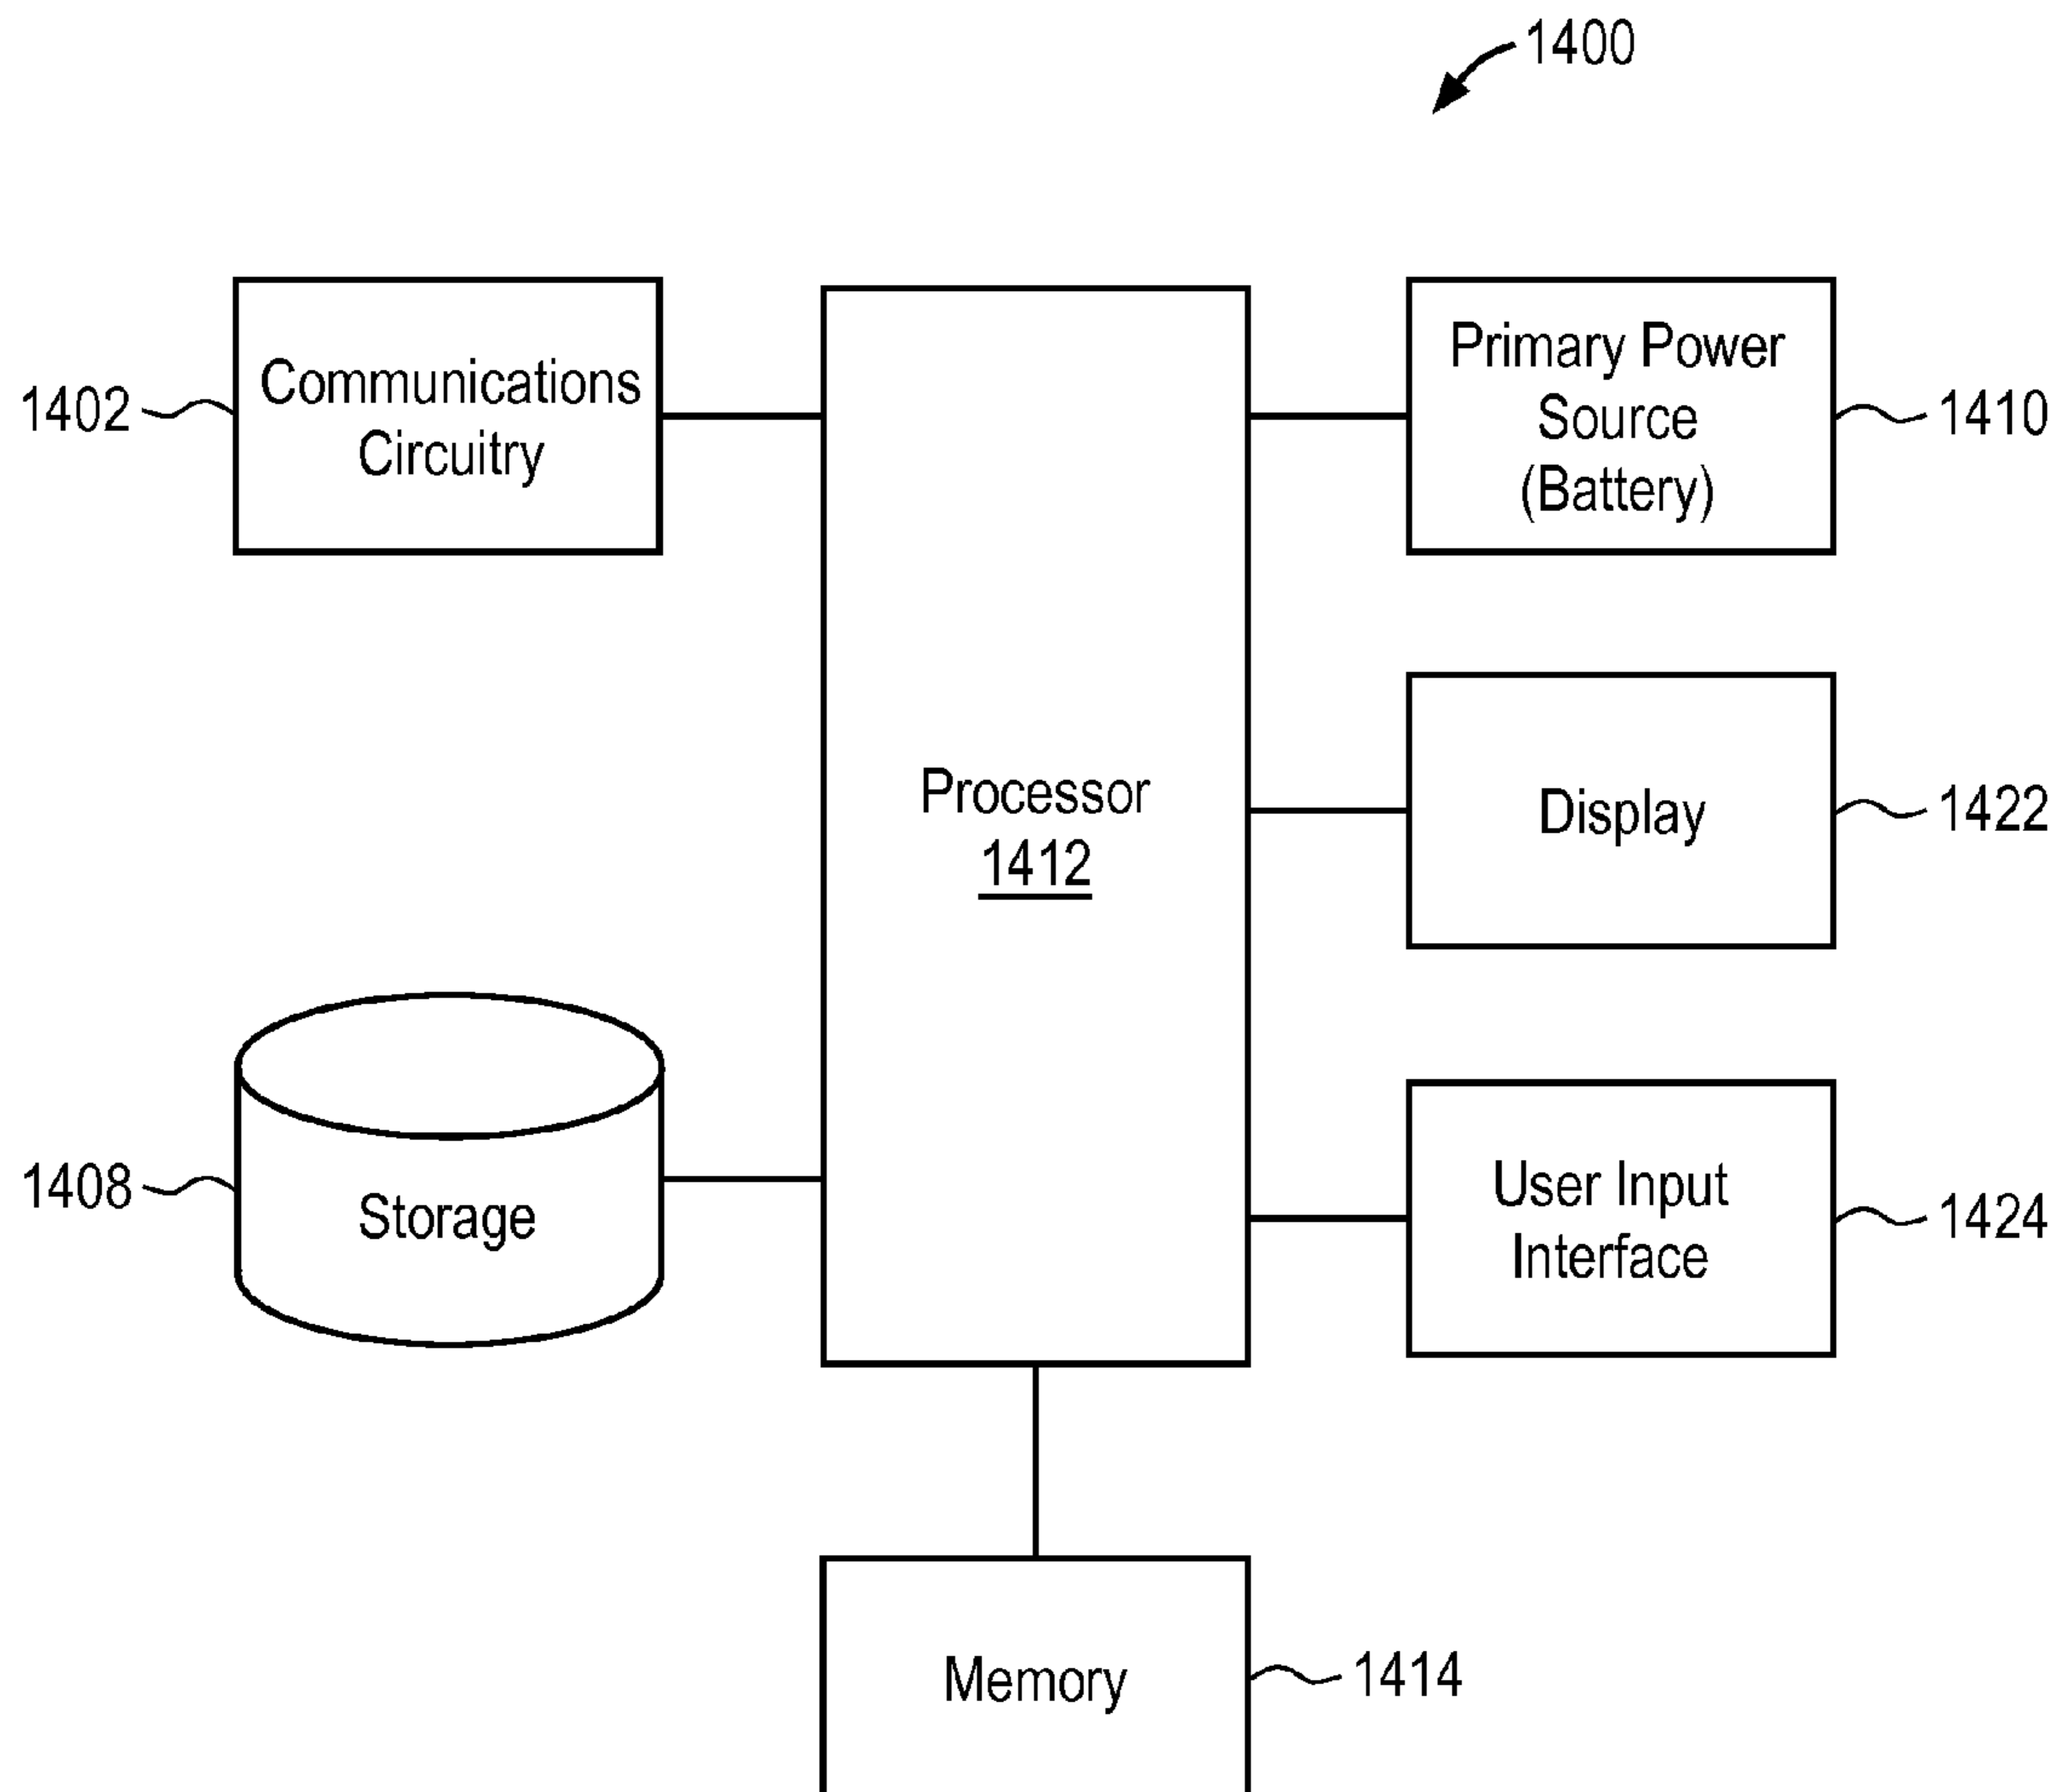 1400
Communications
Circuitry
1402
Primary Power
Source
(Battery)
1410
Processor
1412
Display
1422
Storage
1408
User Input
Interface
1424
Memory
1414